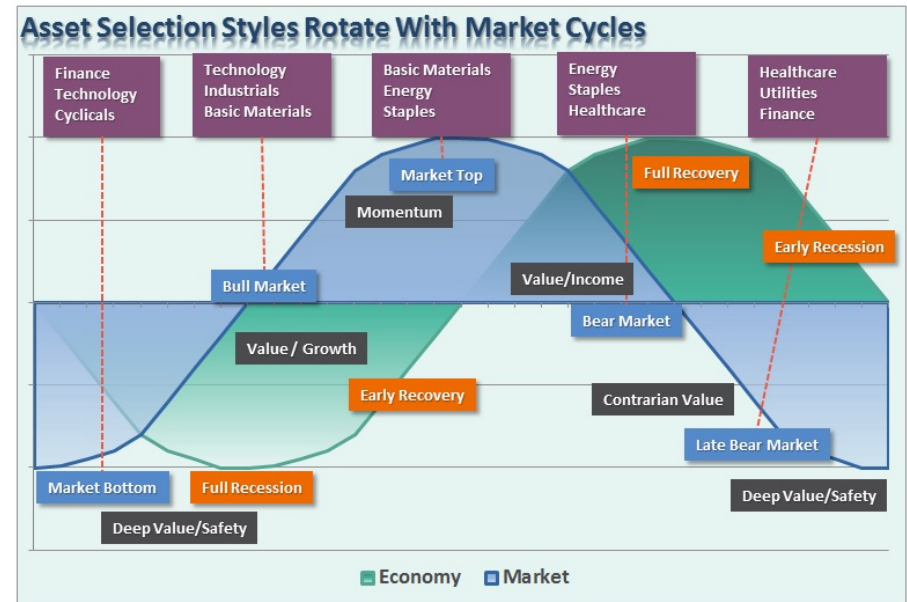 Asset Selection Styles Rotate With Market Cycles
Finance
Technology
Cyclicals
Technology
Industrials
Basic Materials
Basic Materials
Energy
Staples
Energy
Staples
Healthcare
Healthcare
Utilities
Finance
Market Top
Full Recovery
Momentum
Early Recession
Bull Market
Value/Income
Bear Market
Value / Growth
Early Recovery
Contrarian Value
Late Bear Market
Market Bottom
Full Recession
Deep Value/Safety
Deep Value/Safety
Economy
Market